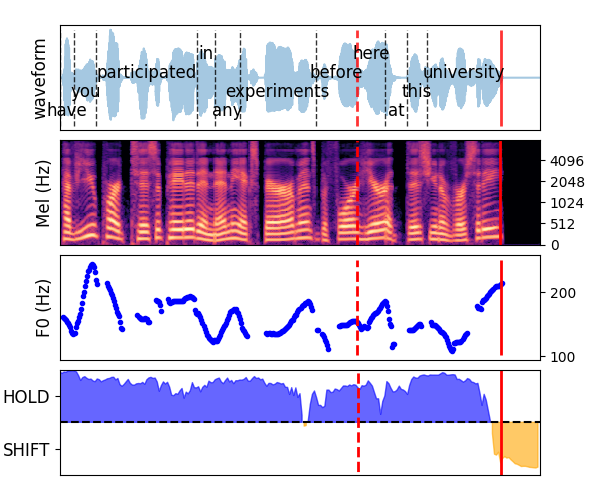 waveform
have
you
participated
in
any
experiments
before
here
at
this
university
Mel (Hz)
4096
2048
1024
512
0
F0 (Hz)
200
100
HOLD
SHIFT